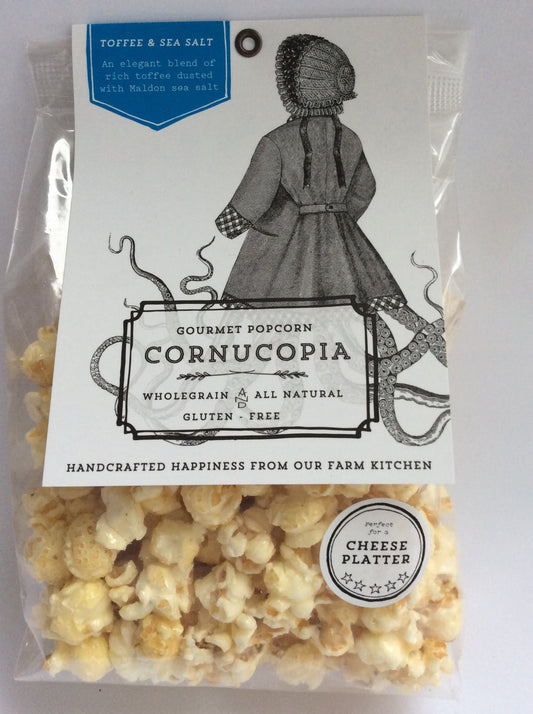 TOFFEE & SEA SALT
An elegant blend of
rich toffee dusted
with Maldon sea salt
GOURMET POPCORN
CORNUCOPIA
WHOLEGRAIN AND ALL NATURAL
GLUTEN - FREE
HANDCRAFTED HAPPINESS FROM OUR FARM KITCHEN
perfect
for a
CHEESE
PLATTER